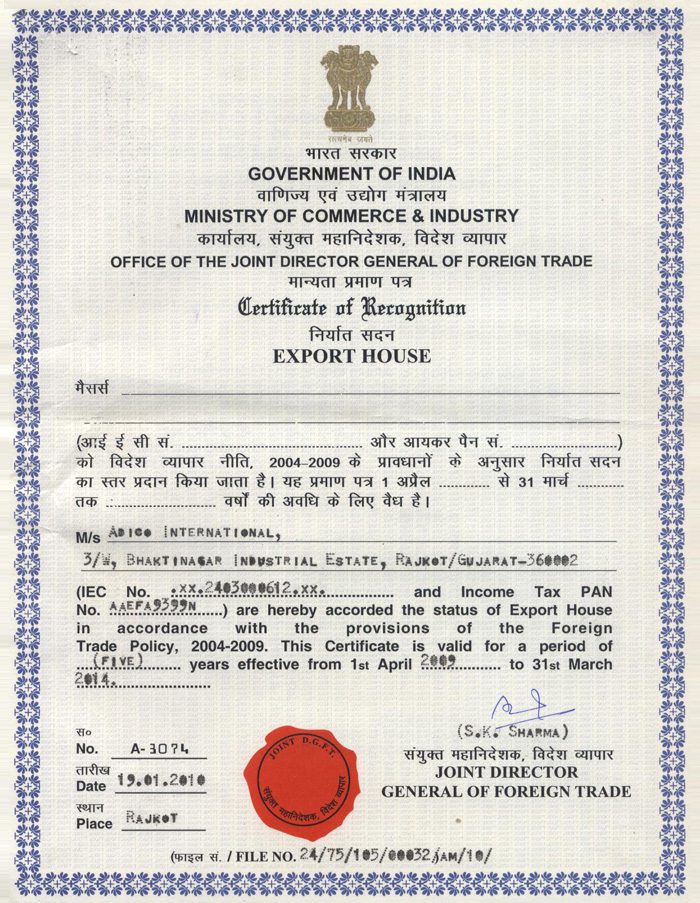 सत्यमेव जयते
भारत सरकार
GOVERNMENT OF INDIA
वाणिज्य एवं उद्योग मंत्रालय
MINISTRY OF COMMERCE & INDUSTRY
कार्यालय, संयुक्त महानिदेशक, विदेश व्यापार
OFFICE OF THE JOINT DIRECTOR GENERAL OF FOREIGN TRADE
मान्यता प्रमाण पत्र
Certificate of Recognition
निर्यात सदन
EXPORT HOUSE
मैसर्स
(आई ई सी सं. ........ और आयकर पैन सं. ........)
को विदेश व्यापार नीति, 2004-2009 के प्रावधानों के अनुसार निर्यात सदन
का स्तर प्रदान किया जाता है। यह प्रमाण पत्र 1 अप्रैल ........ से 31 मार्च ........
तक ........ वर्षों की अवधि के लिए वैध है।
M/s ADICO INTERNATIONAL,
3/W, BHAKTINAGAR INDUSTRIAL ESTATE, RAJKOT/GUJARAT-360002
(IEC No. .XX.2403000612.XX. ........ and Income Tax PAN
No. AAEFA9399N ......) are hereby accorded the status of Export House
in accordance with the provisions of the Foreign
Trade Policy, 2004-2009. This Certificate is valid for a period of
...(FIVE)........ years effective from 1st April 2009 ........ to 31st March
2014. ........
(S.K. SHARMA)
संयुक्त महानिदेशक, विदेश व्यापार
JOINT DIRECTOR
GENERAL OF FOREIGN TRADE
स०
No. A-3074
तारीख
Date 19.01.2010
स्थान
Place RAJKOT
JOINT D.G.F.T.
संयुक्त महानिदेशक, विदेश व्यापार
(फाइल सं. / FILE NO. 24/75/105/00032/AM/10/